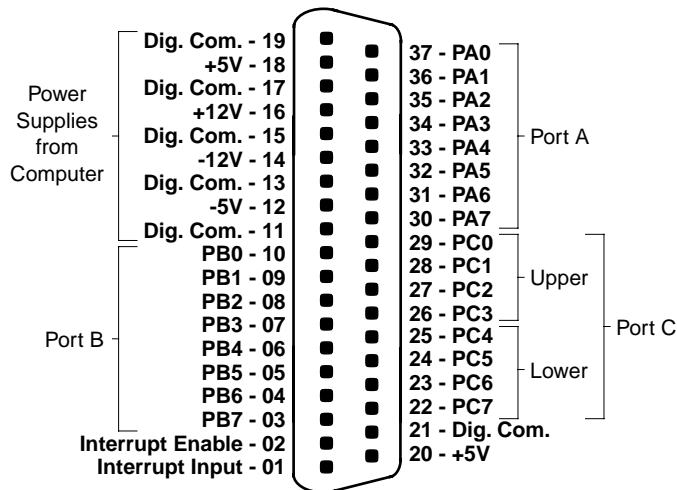 Power
Supplies
from
Computer
Dig. Com. - 19
+5V - 18
Dig. Com. - 17
+12V - 16
Dig. Com. - 15
-12V - 14
Dig. Com. - 13
-5V - 12
Dig. Com. - 11
Port B
PB0 - 10
PB1 - 09
PB2 - 08
PB3 - 07
PB4 - 06
PB5 - 05
PB6 - 04
PB7 - 03
Interrupt Enable - 02
Interrupt Input - 01
37 - PA0
36 - PA1
35 - PA2
34 - PA3
33 - PA4
32 - PA5
31 - PA6
30 - PA7
Port A
29 - PC0
28 - PC1
27 - PC2
26 - PC3
Upper
25 - PC4
24 - PC5
23 - PC6
22 - PC7
Lower
Port C
21 - Dig. Com.
20 - +5V